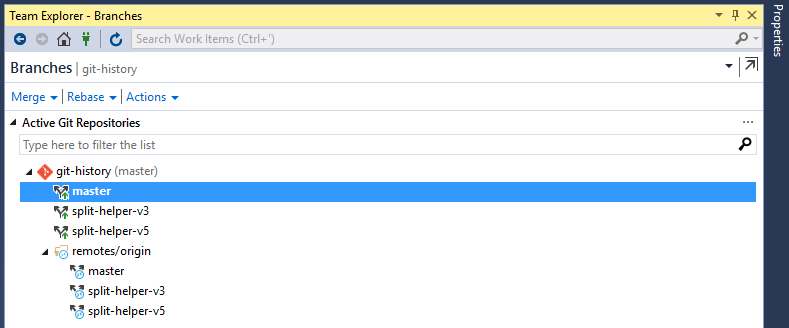 Team Explorer - Branches
Search Work Items (Ctrl+')
Branches | git-history
Merge Rebase Actions
Active Git Repositories
Type here to filter the list
git-history (master)
master
split-helper-v3
split-helper-v5
remotes/origin
master
split-helper-v3
split-helper-v5
Properties